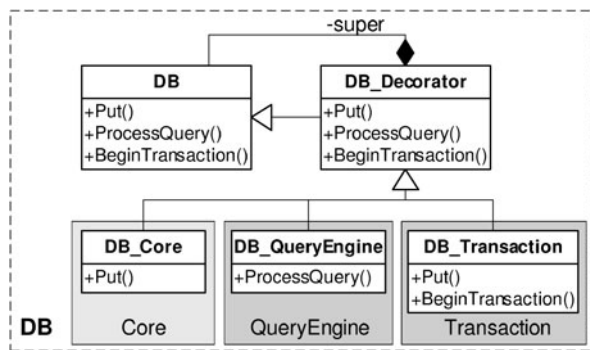 -super
DB
+Put()
+ProcessQuery()
+BeginTransaction()
DB_Decorator
+Put()
+ProcessQuery()
+BeginTransaction()
DB_Core
+Put()
DB_QueryEngine
+ProcessQuery()
DB_Transaction
+Put()
+BeginTransaction()
DB
Core
QueryEngine
Transaction